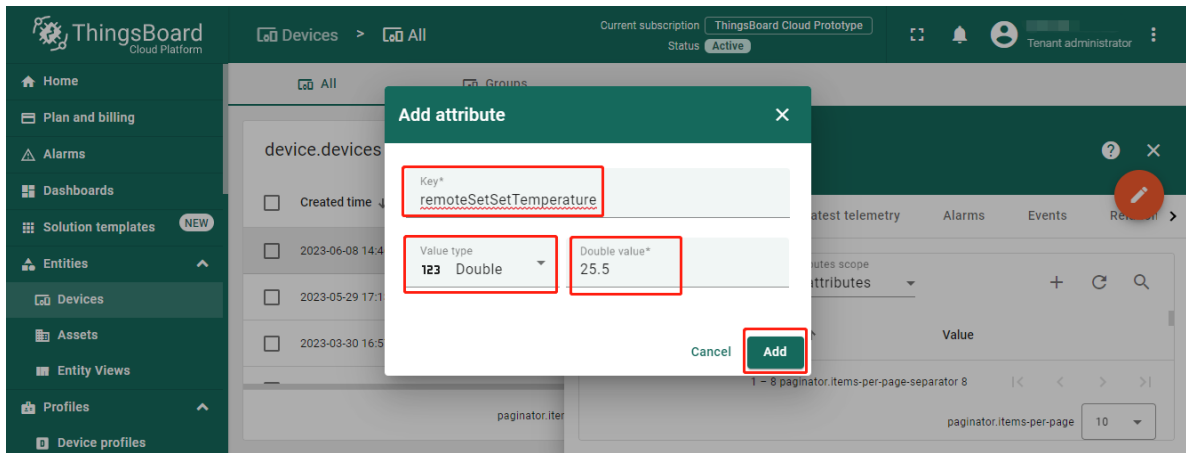 ThingsBoard
Cloud Platform
Devices > All
Current subscription ThingsBoard Cloud Prototype
Status Active
Tenant administrator
Home
Plan and billing
Alarms
Dashboards
Solution templates NEW
Entities
Devices
Assets
Entity Views
Profiles
Device profiles
All Groups
device.devices
Created time
2023-06-08 14:4
2023-05-29 17:1
2023-03-30 16:5
paginator.iter
Add attribute
Key*
remoteSetSetTemperature
Value type
123 Double
Double value*
25.5
Cancel Add
atest telemetry Alarms Events
butes scope
attributes
Value
1 – 8 paginator.items-per-page-separator 8
paginator.items-per-page 10